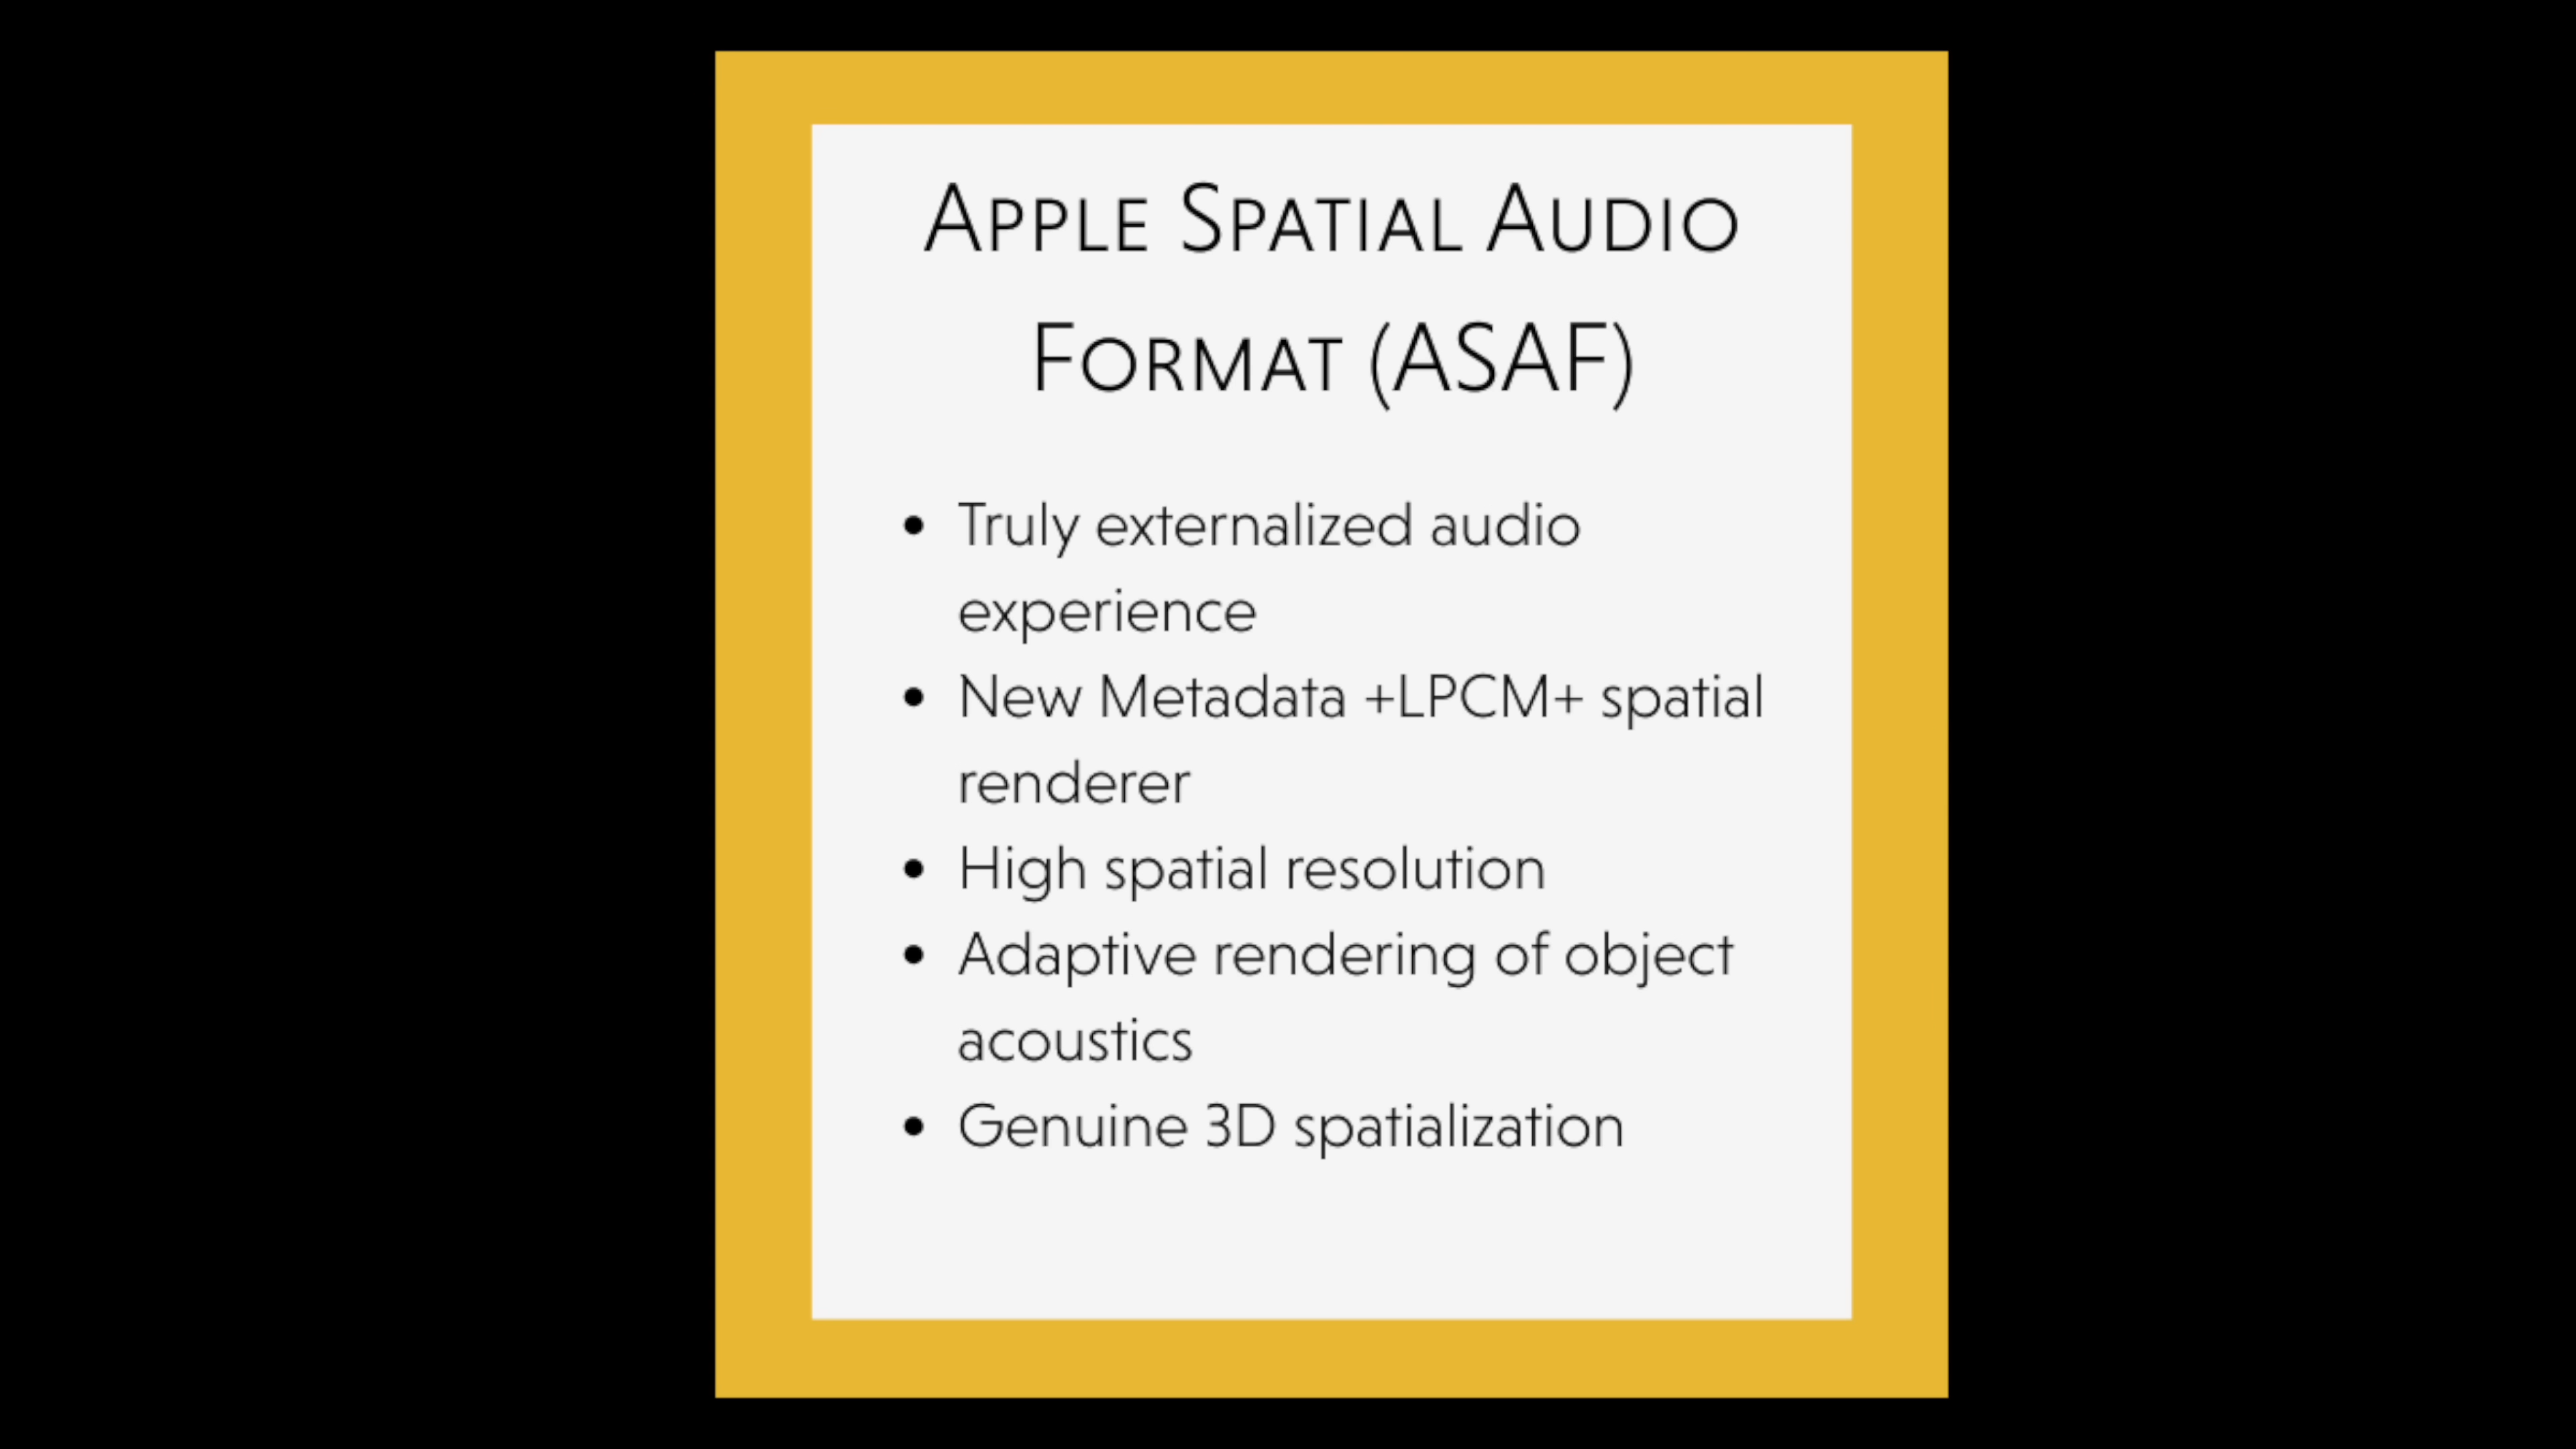 Apple Spatial Audio
Format (ASAF)
• Truly externalized audio
experience
• New Metadata +LPCM+ spatial
renderer
• High spatial resolution
• Adaptive rendering of object
acoustics
• Genuine 3D spatialization